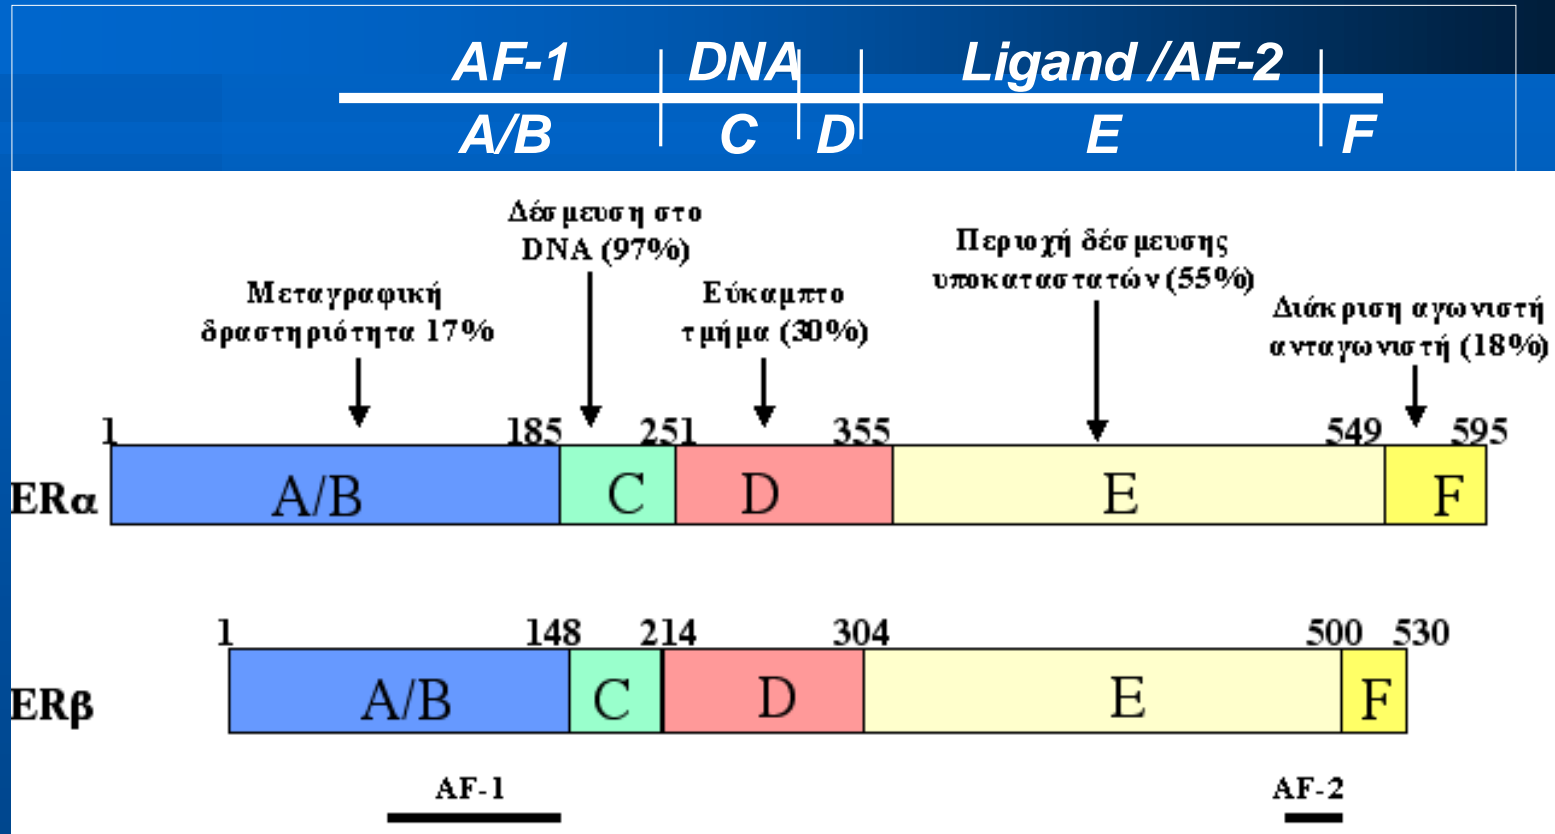 AF-1 DNA Ligand /AF-2
A/B C D E F
Δέσμευση στο
DNA (97%)
Περιοχή δέσμευσης
υποκαταστατών (55%)
Μεταγραφική
δραστηριότητα 17%
Εύκαμπτο
τμήμα (30%)
Διάκριση αγωνιστή
ανταγωνιστή (18%)
1 185 251 355 549 595
ERα A/B C D E F
1 148 214 304 500 530
ERβ A/B C D E F
AF-1 AF-2